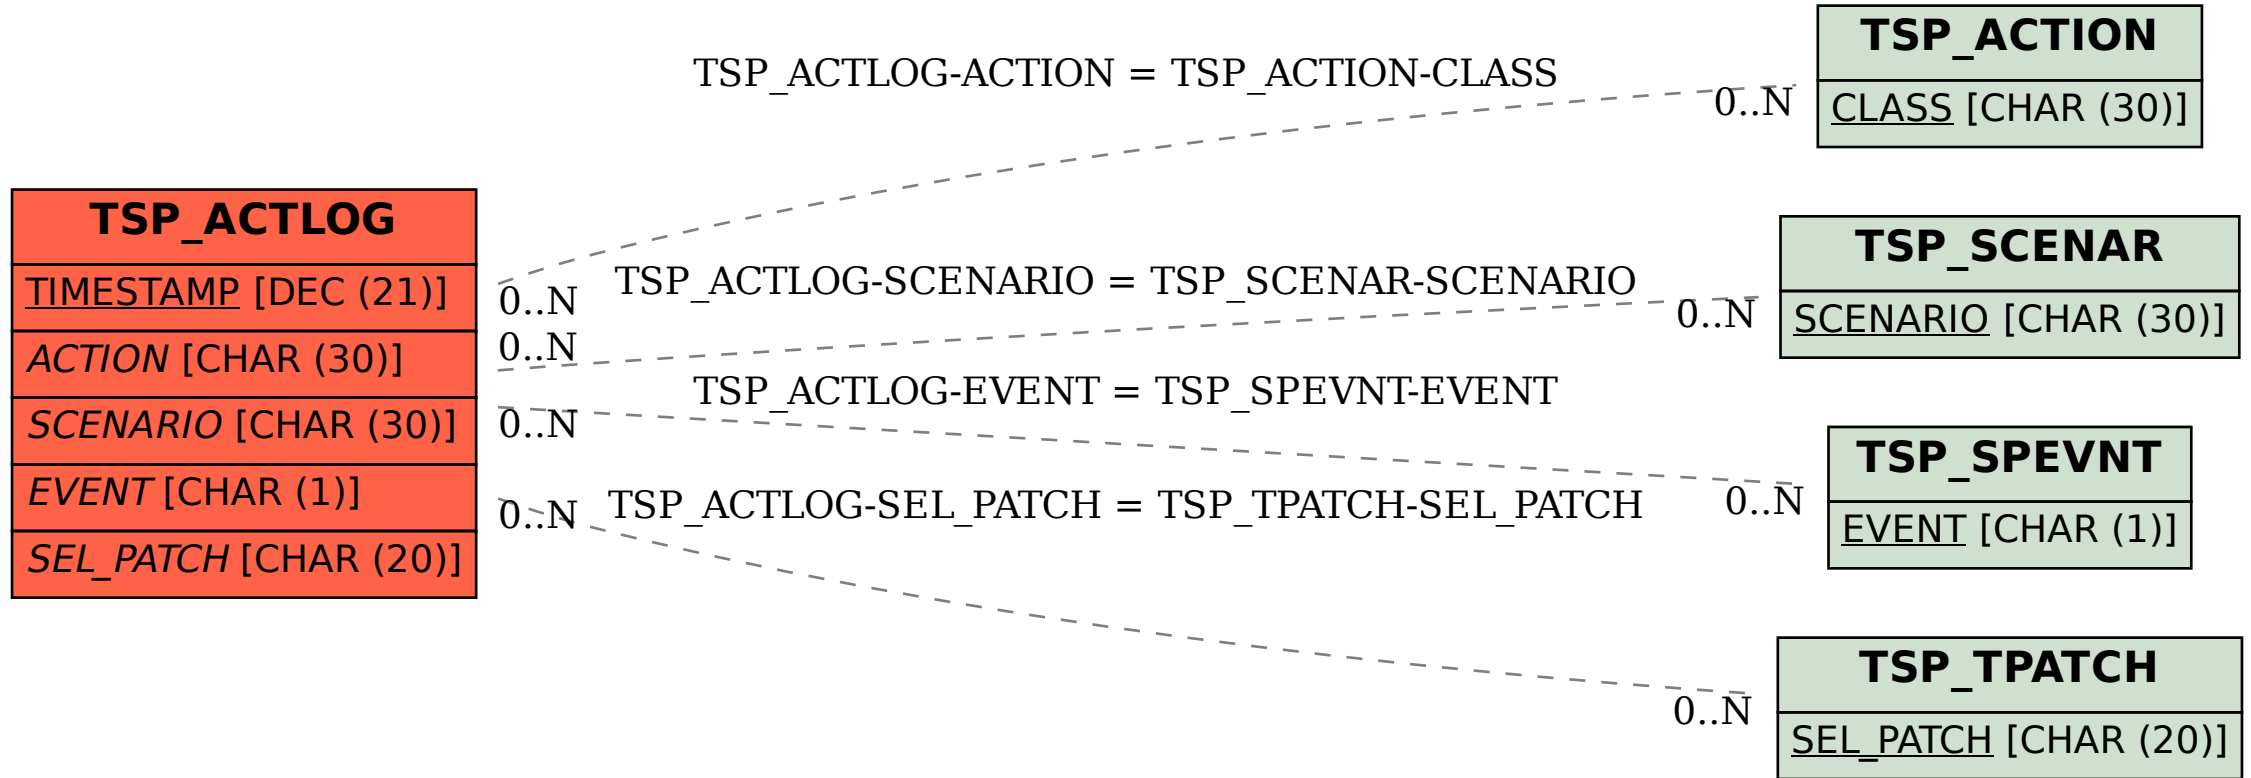 TSP_ACTLOG
TIMESTAMP [DEC (21)]
ACTION [CHAR (30)]
SCENARIO [CHAR (30)]
EVENT [CHAR (1)]
SEL_PATCH [CHAR (20)]
TSP_ACTLOG-ACTION = TSP_ACTION-CLASS
0..N
0..N
TSP_ACTLOG-SCENARIO = TSP_SCENAR-SCENARIO
0..N
0..N
TSP_ACTLOG-EVENT = TSP_SPEVNT-EVENT
0..N
0..N
TSP_ACTLOG-SEL_PATCH = TSP_TPATCH-SEL_PATCH
0..N
0..N
TSP_ACTION
CLASS [CHAR (30)]
TSP_SCENAR
SCENARIO [CHAR (30)]
TSP_SPEVNT
EVENT [CHAR (1)]
TSP_TPATCH
SEL_PATCH [CHAR (20)]